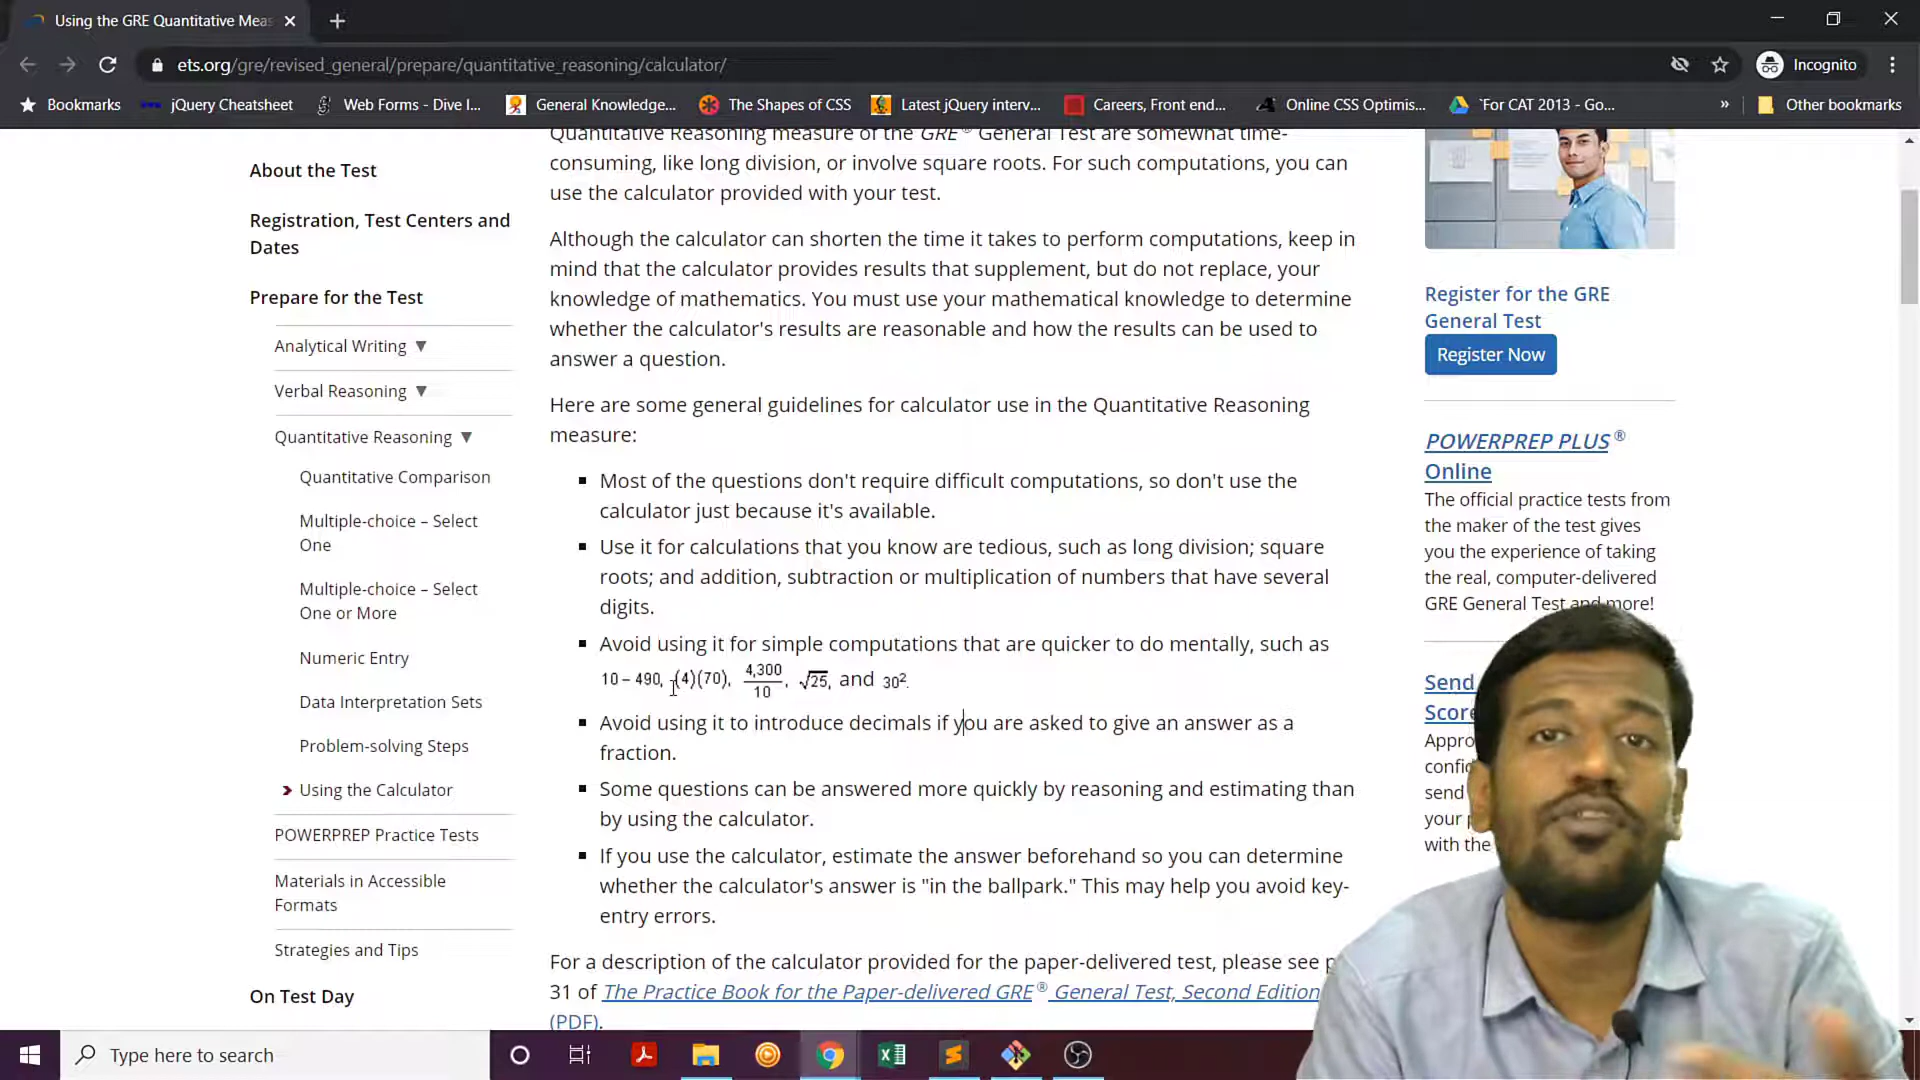 Using the GRE Quantitative Meas
ets.org/gre/revised_general/prepare/quantitative_reasoning/calculator/
Incognito
Bookmarks
jQuery Cheatsheet
Web Forms - Dive I...
General Knowledge...
The Shapes of CSS
Latest jQuery interv...
Careers, Front end...
Online CSS Optimis...
`For CAT 2013 - Go...
»
Other bookmarks
About the Test
Registration, Test Centers and
Dates
Prepare for the Test
Analytical Writing ▼
Verbal Reasoning ▼
Quantitative Reasoning ▼
Quantitative Comparison
Multiple-choice – Select
One
Multiple-choice – Select
One or More
Numeric Entry
Data Interpretation Sets
Problem-solving Steps
Using the Calculator
POWERPREP Practice Tests
Materials in Accessible
Formats
Strategies and Tips
On Test Day
Quantitative Reasoning measure of the GRE® General Test are somewhat time-
consuming, like long division, or involve square roots. For such computations, you can
use the calculator provided with your test.
Although the calculator can shorten the time it takes to perform computations, keep in
mind that the calculator provides results that supplement, but do not replace, your
knowledge of mathematics. You must use your mathematical knowledge to determine
whether the calculator's results are reasonable and how the results can be used to
answer a question.
Here are some general guidelines for calculator use in the Quantitative Reasoning
measure:
Most of the questions don't require difficult computations, so don't use the
calculator just because it's available.
Use it for calculations that you know are tedious, such as long division; square
roots; and addition, subtraction or multiplication of numbers that have several
digits.
Avoid using it for simple computations that are quicker to do mentally, such as
10 – 490, (4)(70), 4,300/10, √25, and 30².
Avoid using it to introduce decimals if you are asked to give an answer as a
fraction.
Some questions can be answered more quickly by reasoning and estimating than
by using the calculator.
If you use the calculator, estimate the answer beforehand so you can determine
whether the calculator's answer is "in the ballpark." This may help you avoid key-
entry errors.
For a description of the calculator provided for the paper-delivered test, please see p
31 of The Practice Book for the Paper-delivered GRE® General Test, Second Edition
(PDF).
Register for the GRE
General Test
Register Now
POWERPREP PLUS®
Online
The official practice tests from
the maker of the test gives
you the experience of taking
the real, computer-delivered
GRE General Test and more!
Send
Scor
Appro
confi
send
your
with the
Type here to search